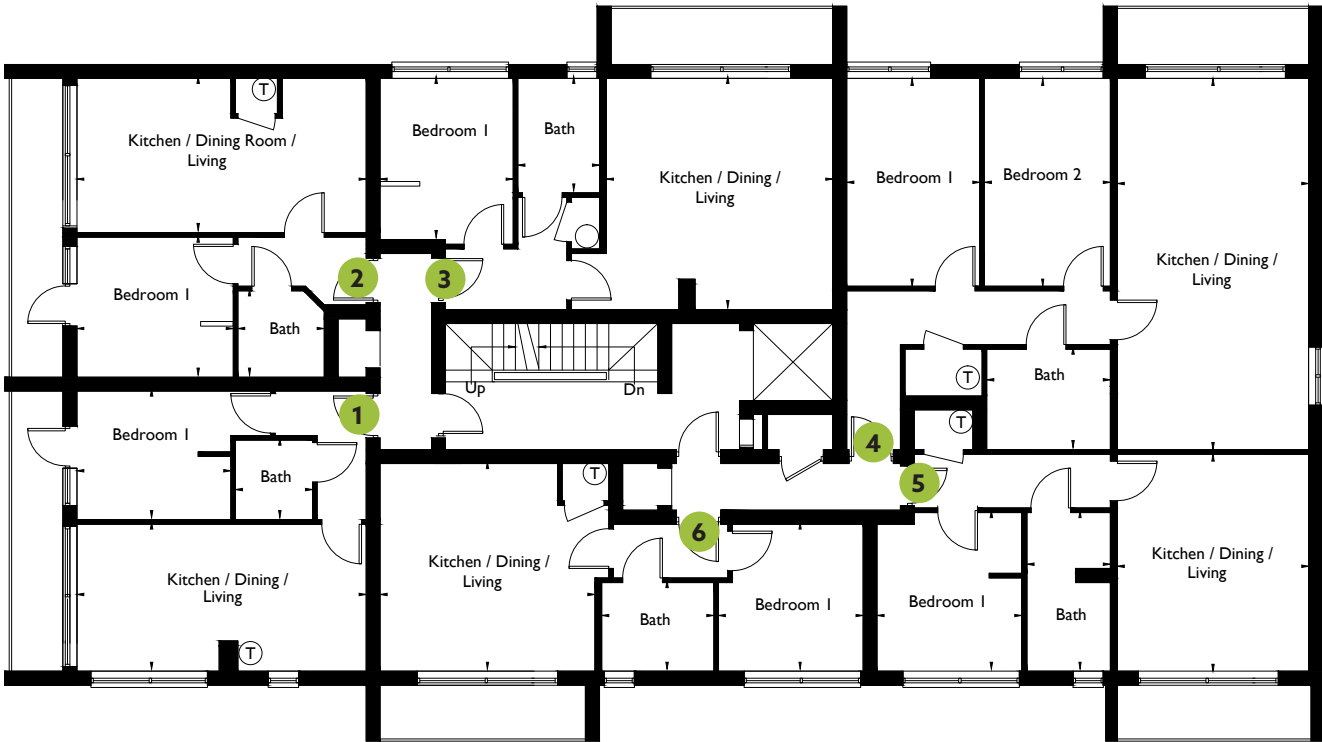 T
Kitchen / Dining Room /
Living
Bedroom 1
Bath
Kitchen / Dining /
Living
Bedroom 1
Bedroom 2
Kitchen / Dining /
Living
2
3
Bedroom 1
Bath
Up
Dn
T
Bath
1
Bedroom 1
Bath
4
T
5
T
6
Kitchen / Dining /
Living
T
Kitchen / Dining /
Living
Bath
Bedroom 1
Bedroom 1
Bath
Kitchen / Dining /
Living
T